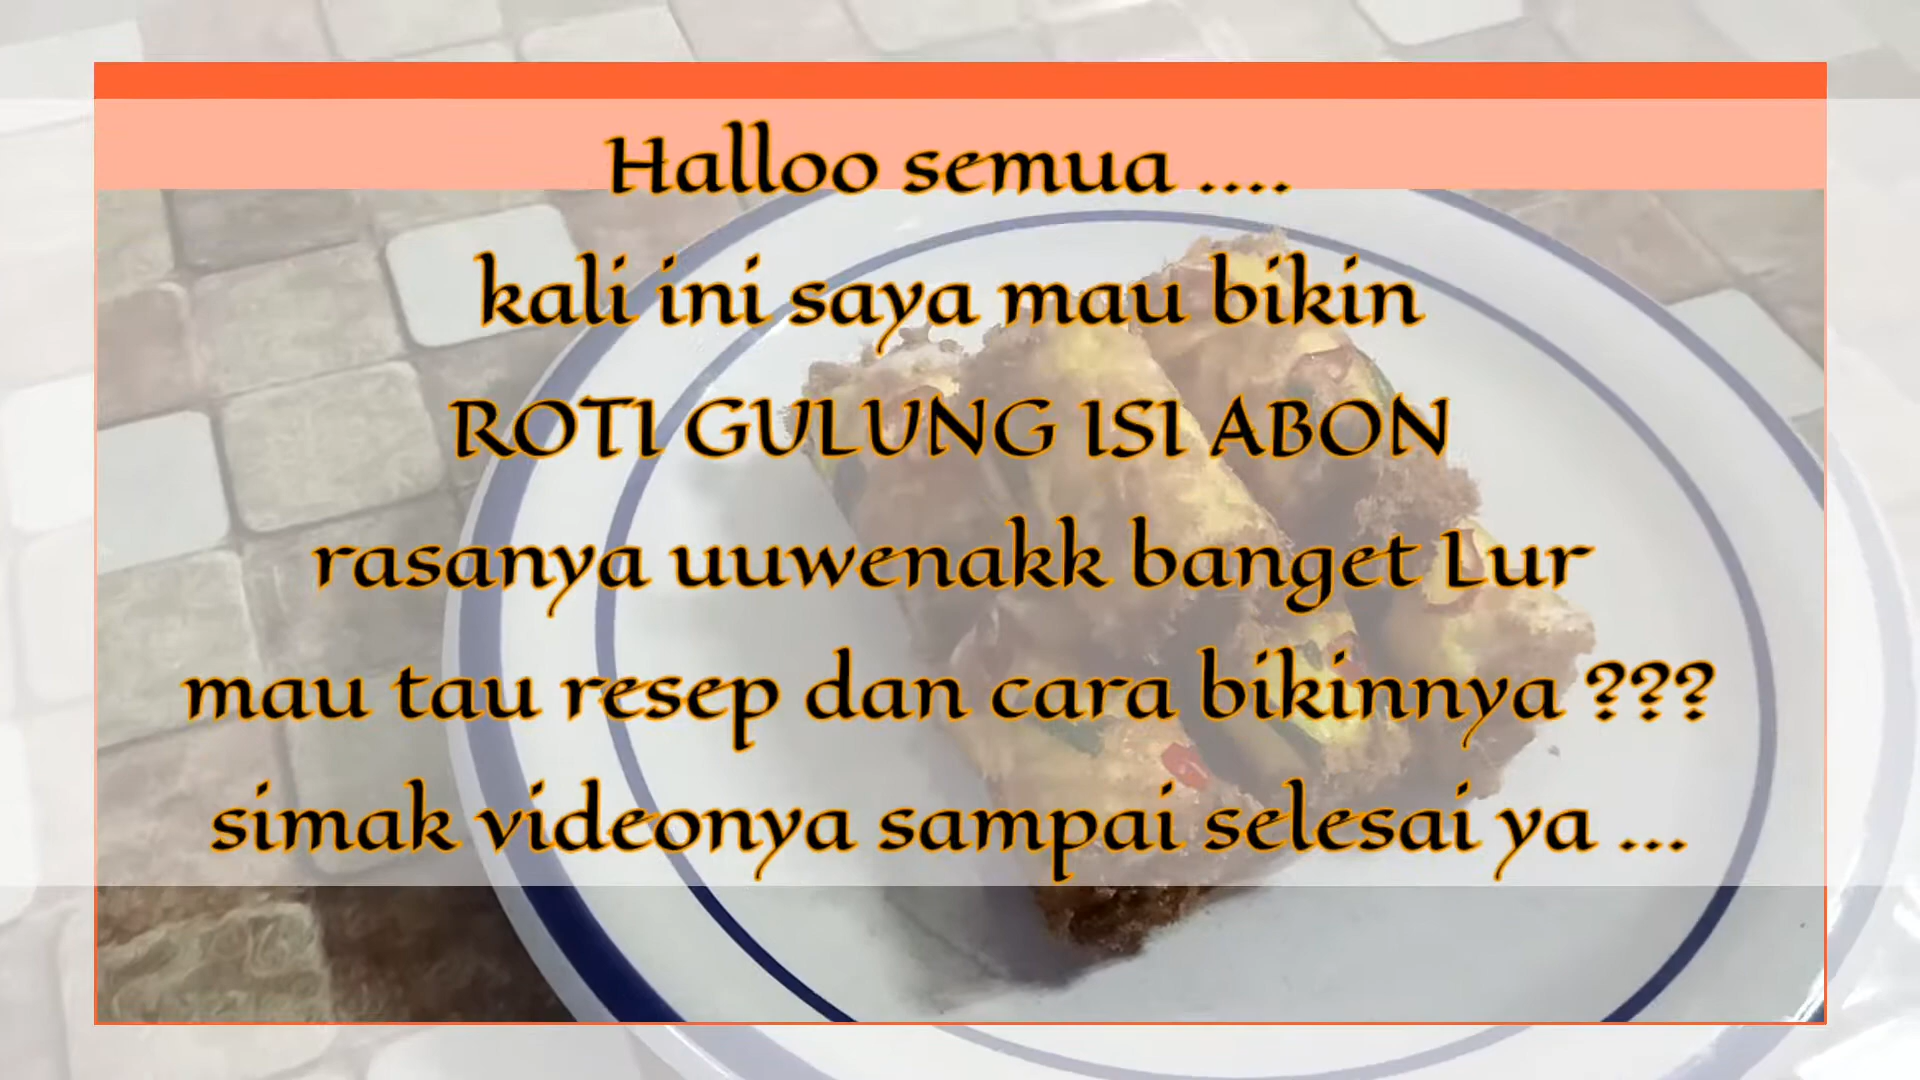 Halloo semua ....
kali ini saya mau bikin
ROTI GULUNG ISI ABON
rasanya uuwenakk banget Lur
mau tau resep dan cara bikinnya ???
simak videonya sampai selesai ya ...